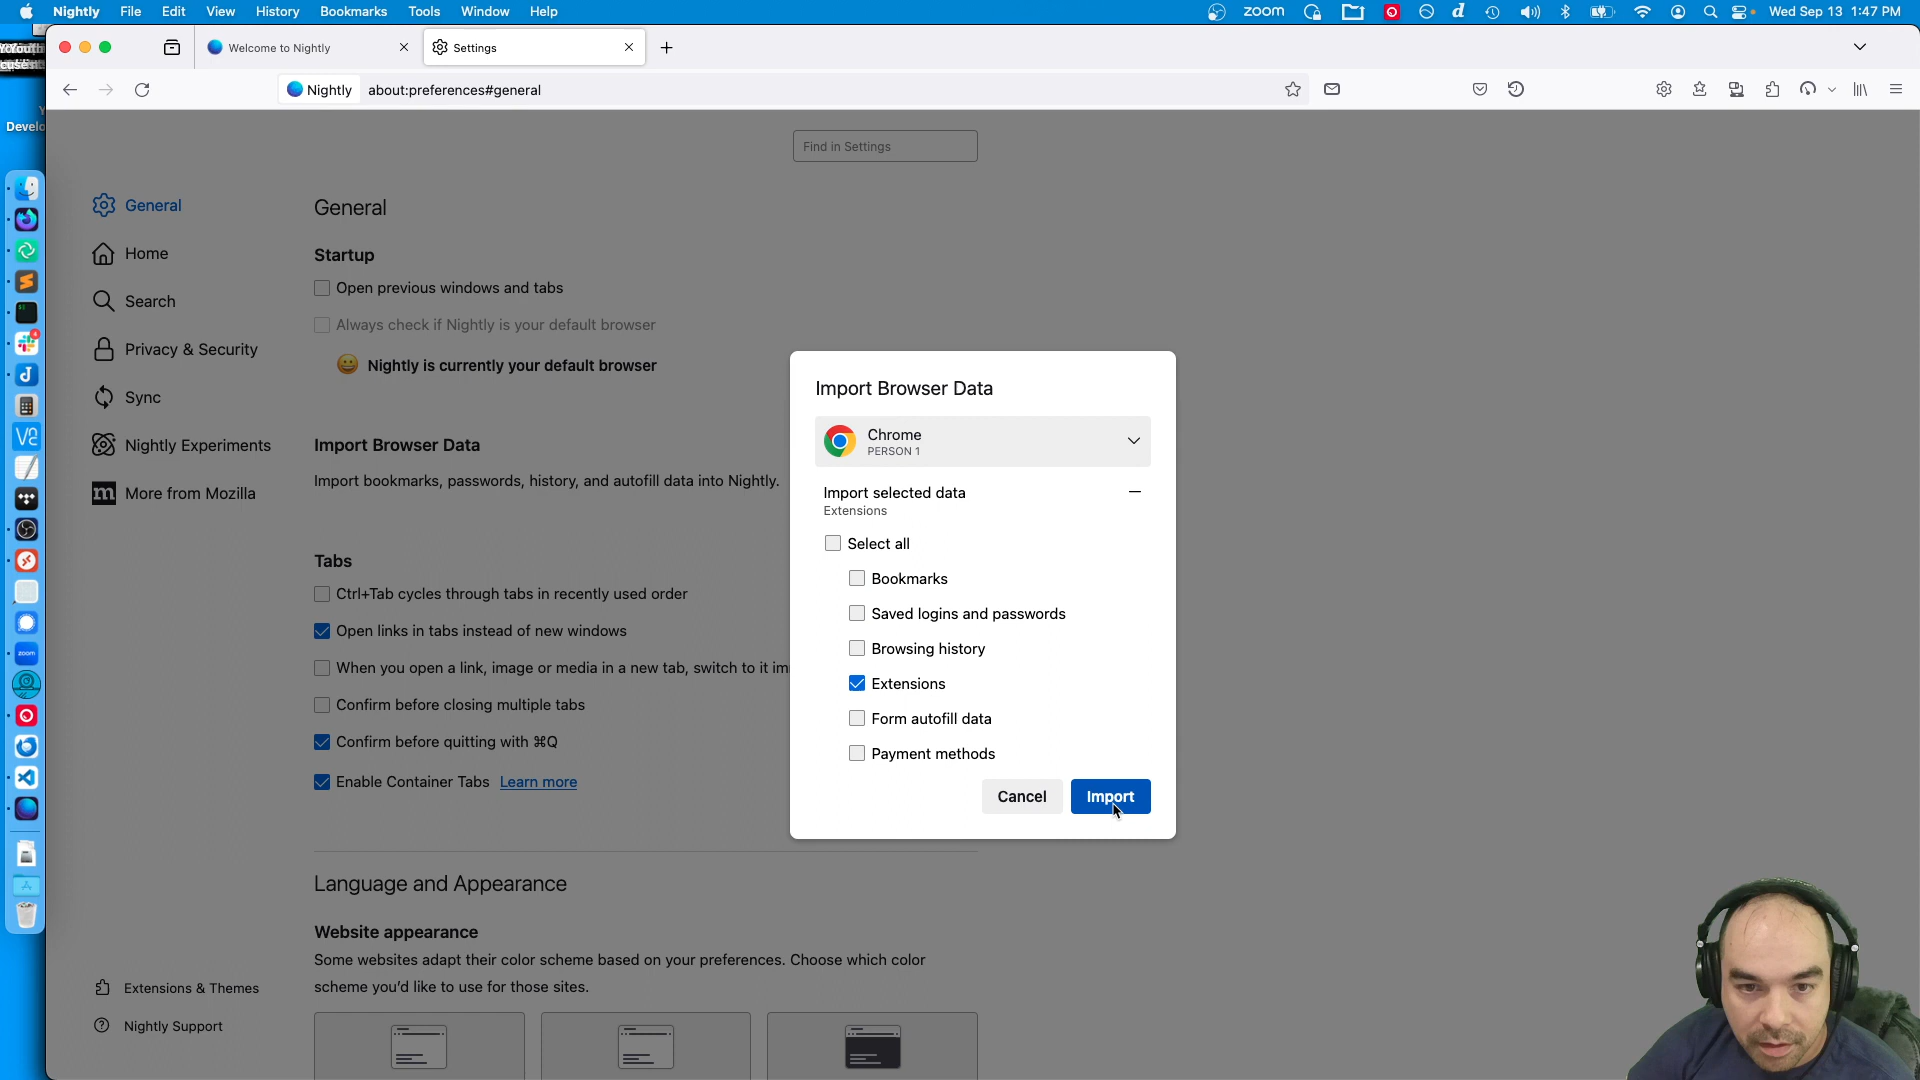 Nightly File Edit View History Bookmarks Tools Window Help
zoom d Wed Sep 13 1:47 PM
Welcome to Nightly
Settings
Nightly about:preferences#general
Develo
Find in Settings
General
Home
Search
Privacy & Security
Sync
Nightly Experiments
m More from Mozilla
Extensions & Themes
Nightly Support
General
Startup
Open previous windows and tabs
Always check if Nightly is your default browser
Nightly is currently your default browser
Import Browser Data
Import bookmarks, passwords, history, and autofill data into Nightly.
Tabs
Ctrl+Tab cycles through tabs in recently used order
Open links in tabs instead of new windows
When you open a link, image or media in a new tab, switch to it im
Confirm before closing multiple tabs
Confirm before quitting with ⌘Q
Enable Container Tabs Learn more
Language and Appearance
Website appearance
Some websites adapt their color scheme based on your preferences. Choose which color
scheme you’d like to use for those sites.
Import Browser Data
Chrome
PERSON 1
Import selected data
Extensions
Select all
Bookmarks
Saved logins and passwords
Browsing history
Extensions
Form autofill data
Payment methods
Cancel Import
zoom